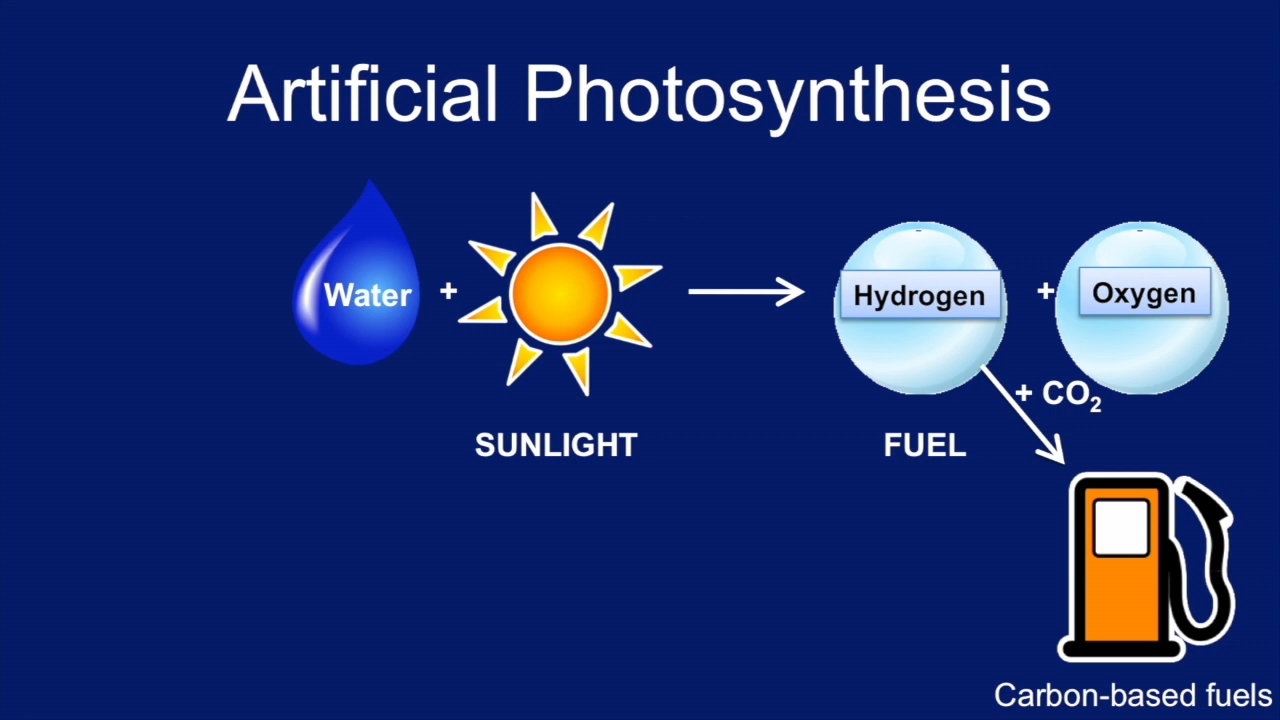 Artificial Photosynthesis
Water + Hydrogen + Oxygen
+ CO₂
SUNLIGHT FUEL
Carbon-based fuels